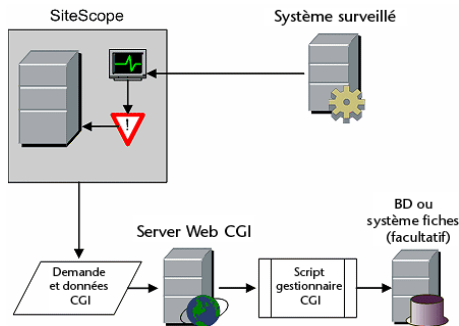 SiteScope
Système surveillé
!
Server Web CGI
BD ou
système fiches
(facultatif)
Demande
et données
CGI
Script
gestionnaire
CGI